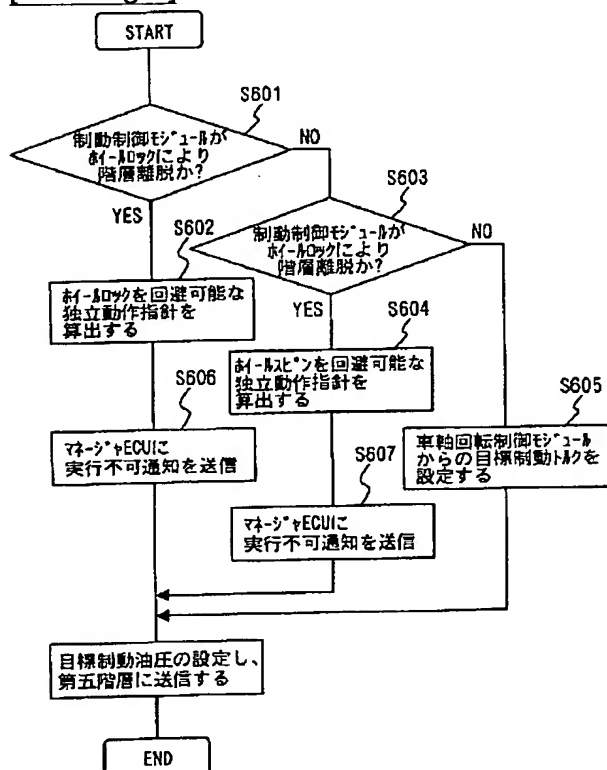 START
S601
制動制御ﾓｼﾞｭｰﾙが
ﾎｲｰﾙﾛｯｸにより
階層離脱か?
NO
YES
S602
ﾎｲｰﾙﾛｯｸを回避可能な
独立動作指針を
算出する
S603
制動制御ﾓｼﾞｭｰﾙが
ﾎｲｰﾙﾛｯｸにより
階層離脱か?
NO
YES
S604
ﾎｲｰﾙｽﾋﾟﾝを回避可能な
独立動作指針を
算出する
S605
車軸回転制御ﾓｼﾞｭｰﾙ
からの目標制動ﾄﾙｸを
設定する
S606
ﾏﾈｰｼﾞｬECUに
実行不可通知を送信
S607
ﾏﾈｰｼﾞｬECUに
実行不可通知を送信
目標制動油圧の設定し、
第五階層に送信する
END